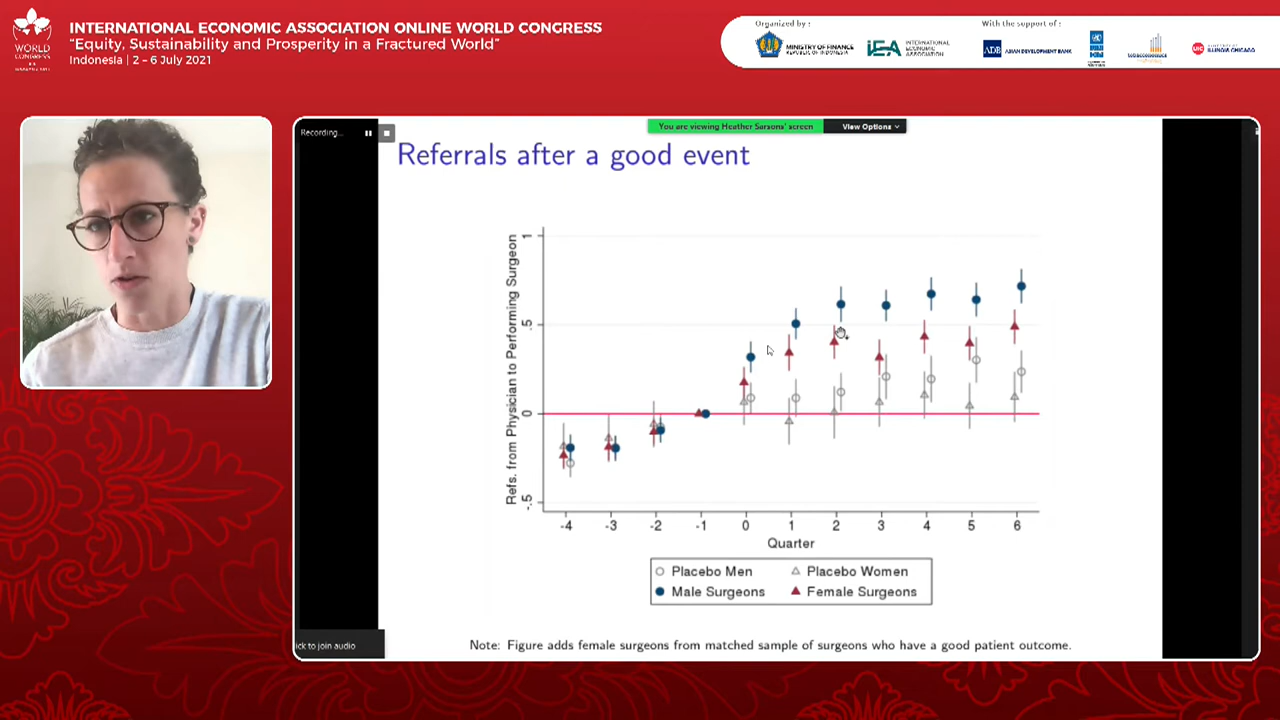 WORLD
CONGRESS
INTERNATIONAL ECONOMIC ASSOCIATION ONLINE WORLD CONGRESS
“Equity, Sustainability and Prosperity in a Fractured World”
Indonesia | 2 - 6 July 2021
Organized by :
MINISTRY OF FINANCE
REPUBLIC OF INDONESIA
iEA
INTERNATIONAL
ECONOMIC
ASSOCIATION
With the support of :
ADB
ASIAN DEVELOPMENT BANK
UIC
ILLINOIS CHICAGO
Recording...
You are viewing Heather Sarsons' screen
View Options
Referrals after a good event
Refs. from Physician to Performing Surgeon
1
.5
0
-.5
-4 -3 -2 -1 0 1 2 3 4 5 6
Quarter
Placebo Men Placebo Women
Male Surgeons Female Surgeons
ick to join audio
Note: Figure adds female surgeons from matched sample of surgeons who have a good patient outcome.